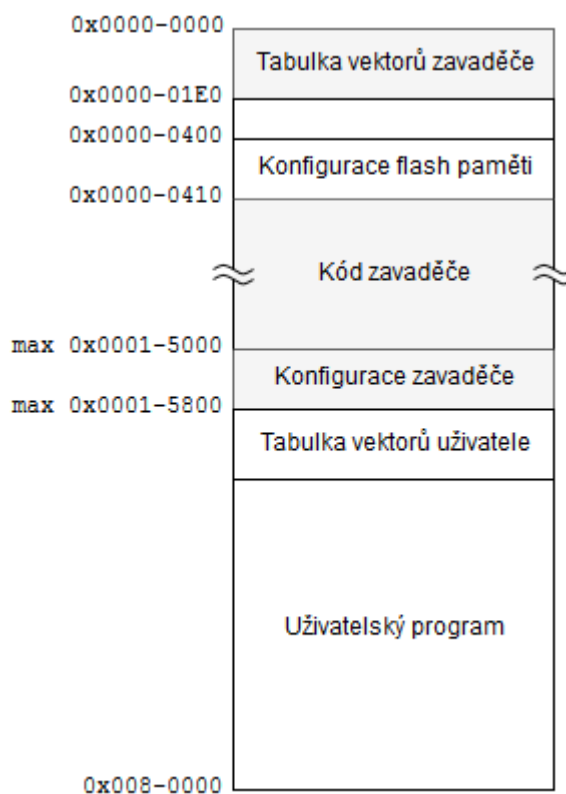 0x0000-0000
Tabulka vektorů zavaděče
0x0000-01E0
0x0000-0400
Konfigurace flash paměti
0x0000-0410
Kód zavaděče
max 0x0001-5000
Konfigurace zavaděče
max 0x0001-5800
Tabulka vektorů uživatele
Uživatelský program
0x008-0000